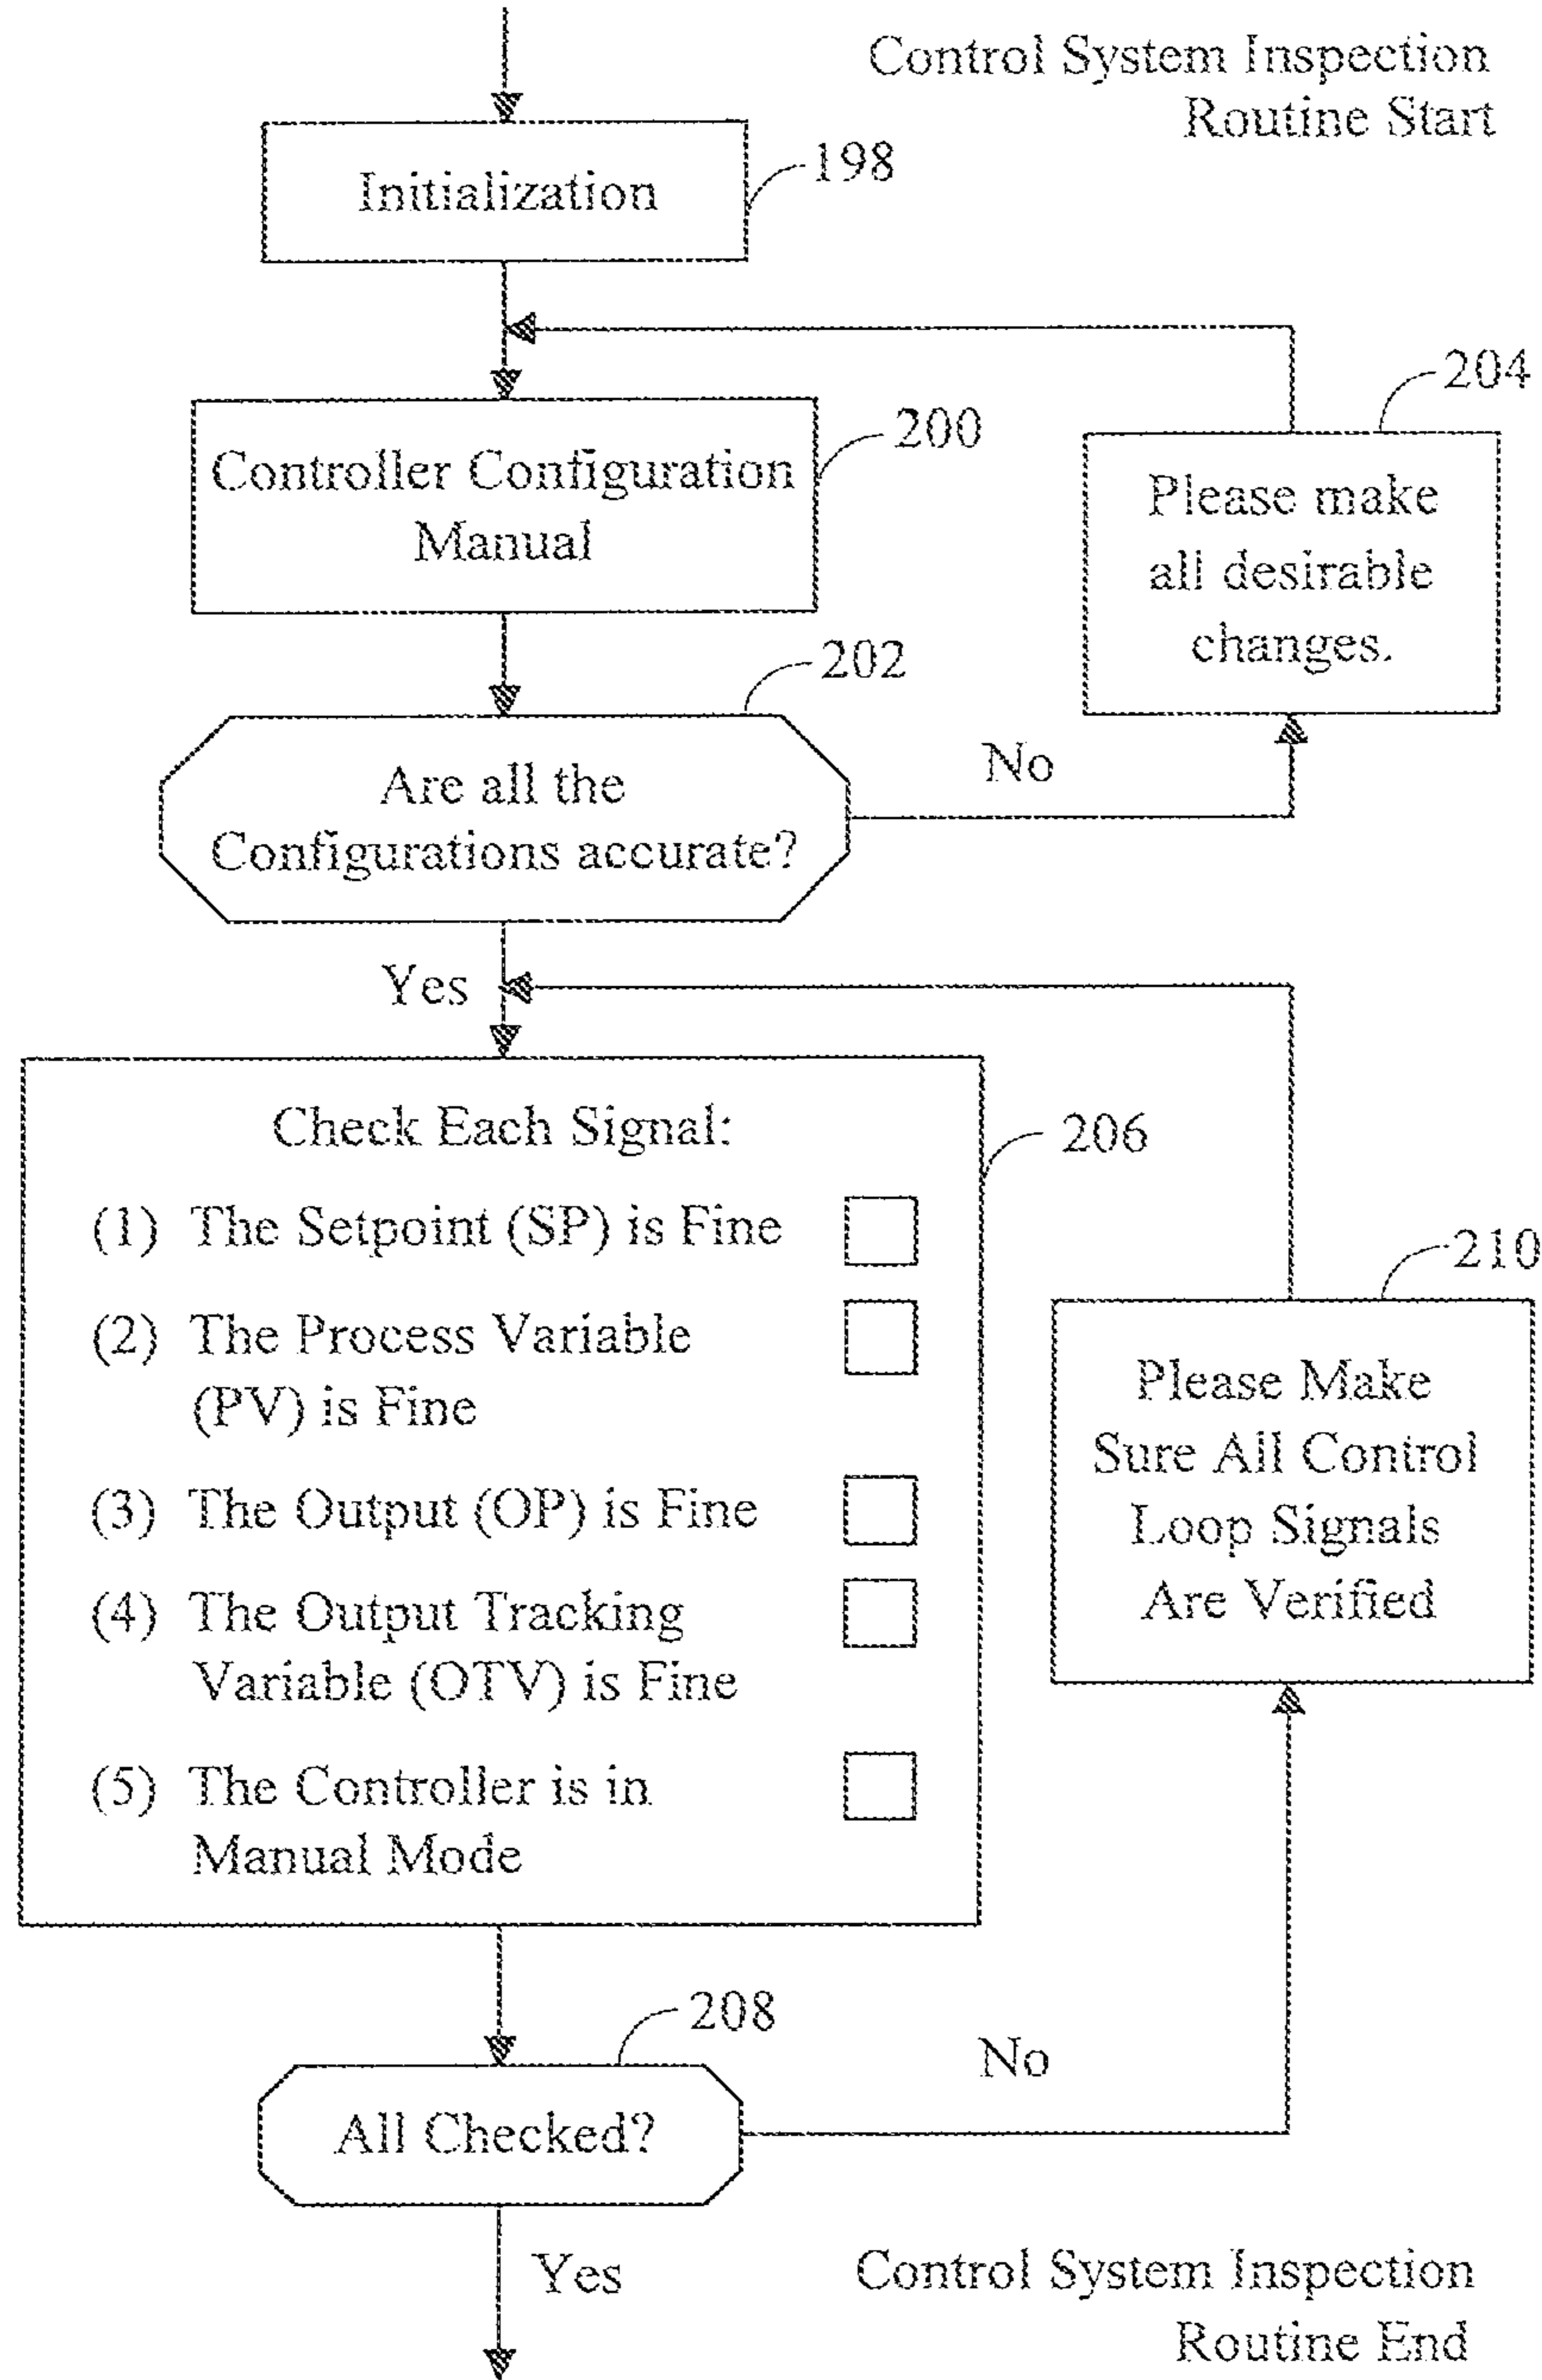 Control System Inspection
Routine Start
Initialization
198
Controller Configuration
Manual
200
204
Please make
all desirable
changes.
202
Are all the
Configurations accurate?
No
Yes
Check Each Signal:
206
(1) The Setpoint (SP) is Fine
(2) The Process Variable
(PV) is Fine
(3) The Output (OP) is Fine
(4) The Output Tracking
Variable (OTV) is Fine
(5) The Controller is in
Manual Mode
210
Please Make
Sure All Control
Loop Signals
Are Verified
208
All Checked?
No
Yes
Control System Inspection
Routine End